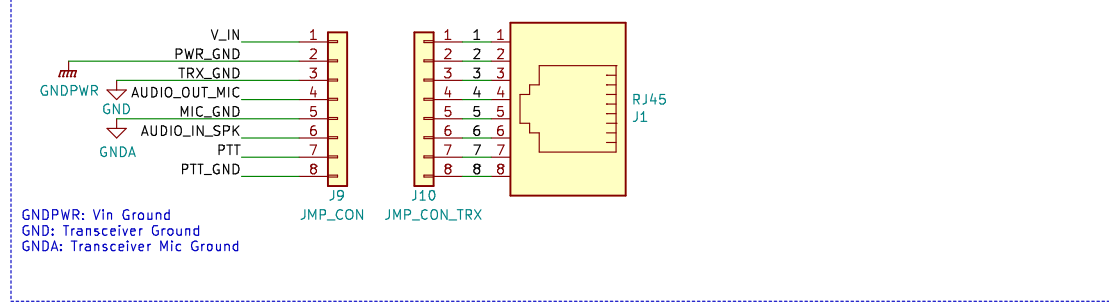 V_IN 1 1 1 1
PWR_GND 2 2 2 2
TRX_GND 3 3 3 3
GNDPWR AUDIO_OUT_MIC 4 4 4 4 RJ45
GND MIC_GND 5 5 5 5 J1
AUDIO_IN_SPK 6 6 6 6
GNDA PTT 7 7 7 7
PTT_GND 8 8 8 8
J9 J10
JMP_CON JMP_CON_TRX
GNDPWR: Vin Ground
GND: Transceiver Ground
GNDA: Transceiver Mic Ground